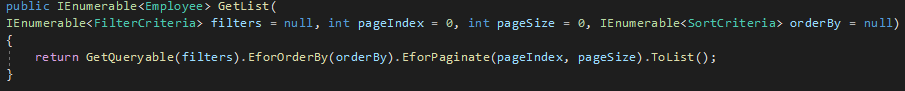 public IEnumerable<Employee> GetList(
IEnumerable<FilterCriteria> filters = null, int pageIndex = 0, int pageSize = 0, IEnumerable<SortCriteria> orderBy = null)
{
return GetQueryable(filters).EforOrderBy(orderBy).EforPaginate(pageIndex, pageSize).ToList();
}